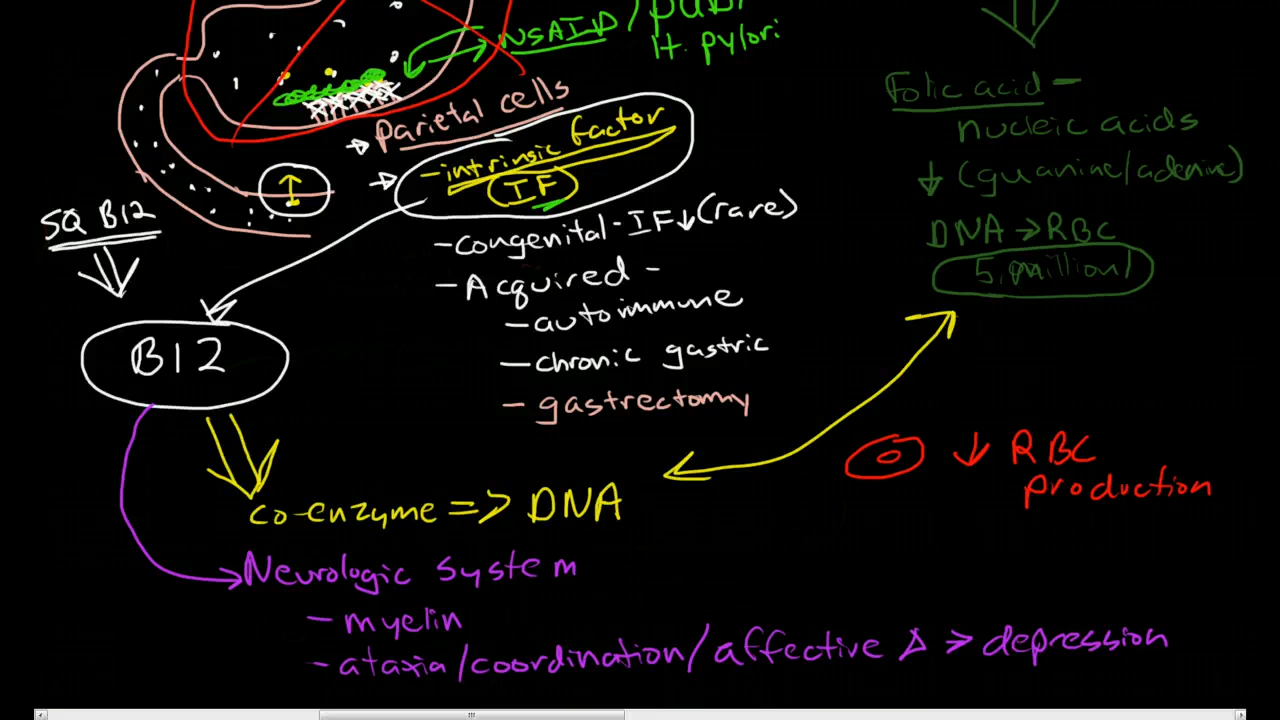 NSAID/PUD/
H. pylori
Parietal cells
-intrinsic factor
IF
SQ B12
-Congenital-IF↓(rare)
-Acquired-
-autoimmune
-chronic gastric
-gastrectomy
B12
co-enzyme => DNA
Neurologic system
-myelin
-ataxia/coordination/affective Δ > depression
Folic acid-
nucleic acids
↓ (guanine/adenine)
DNA → RBC
5 million/
↓ RBC
production